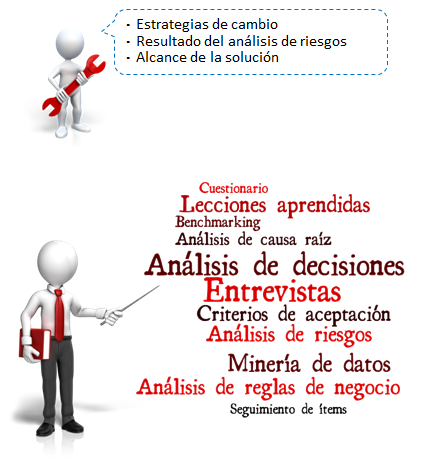 · Estrategias de cambio
· Resultado del análisis de riesgos
· Alcance de la solución
Cuestionario
Lecciones aprendidas
Benchmarking
Análisis de causa raíz
Análisis de decisiones
Entrevistas
Criterios de aceptación
Análisis de riesgos
Minería de datos
Análisis de reglas de negocio
Seguimiento de ítems